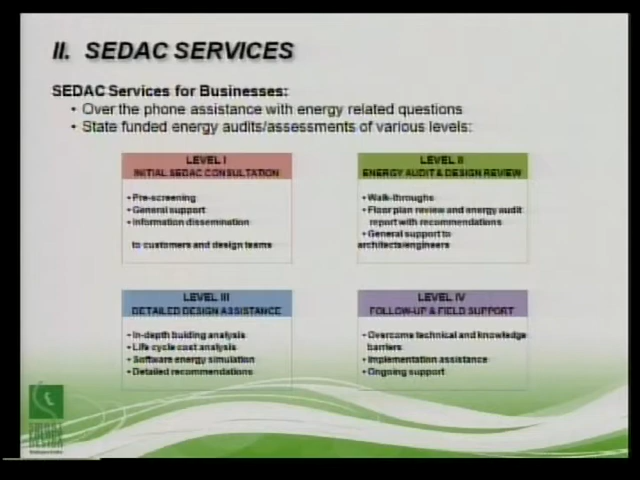 II. SEDAC SERVICES
SEDAC Services for Businesses:
• Over the phone assistance with energy related questions
• State funded energy audits/assessments of various levels:
LEVEL I
INITIAL SEDAC CONSULTATION
• Pre-screening
• General support
• Information dissemination
to customers and design teams
LEVEL II
ENERGY AUDIT & DESIGN REVIEW
• Walk-throughs
• Floor plan review and energy audit
report with recommendations
• General support to
architects/engineers
LEVEL III
DETAILED DESIGN ASSISTANCE
• In-depth building analysis
• Life cycle cost analysis
• Software energy simulation
• Detailed recommendations
LEVEL IV
FOLLOW-UP & FIELD SUPPORT
• Overcome technical and knowledge
barriers
• Implementation assistance
• Ongoing support